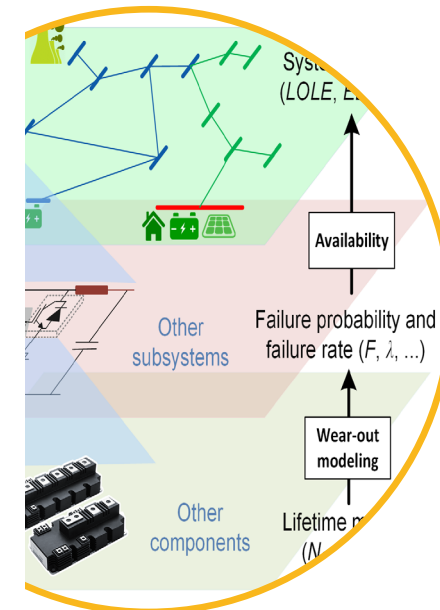 (LOLE,
Availability
Other
subsystems
Failure probability and
failure rate (F, λ, ...)
Wear-out
modeling
Other
components
Lifetime
(N